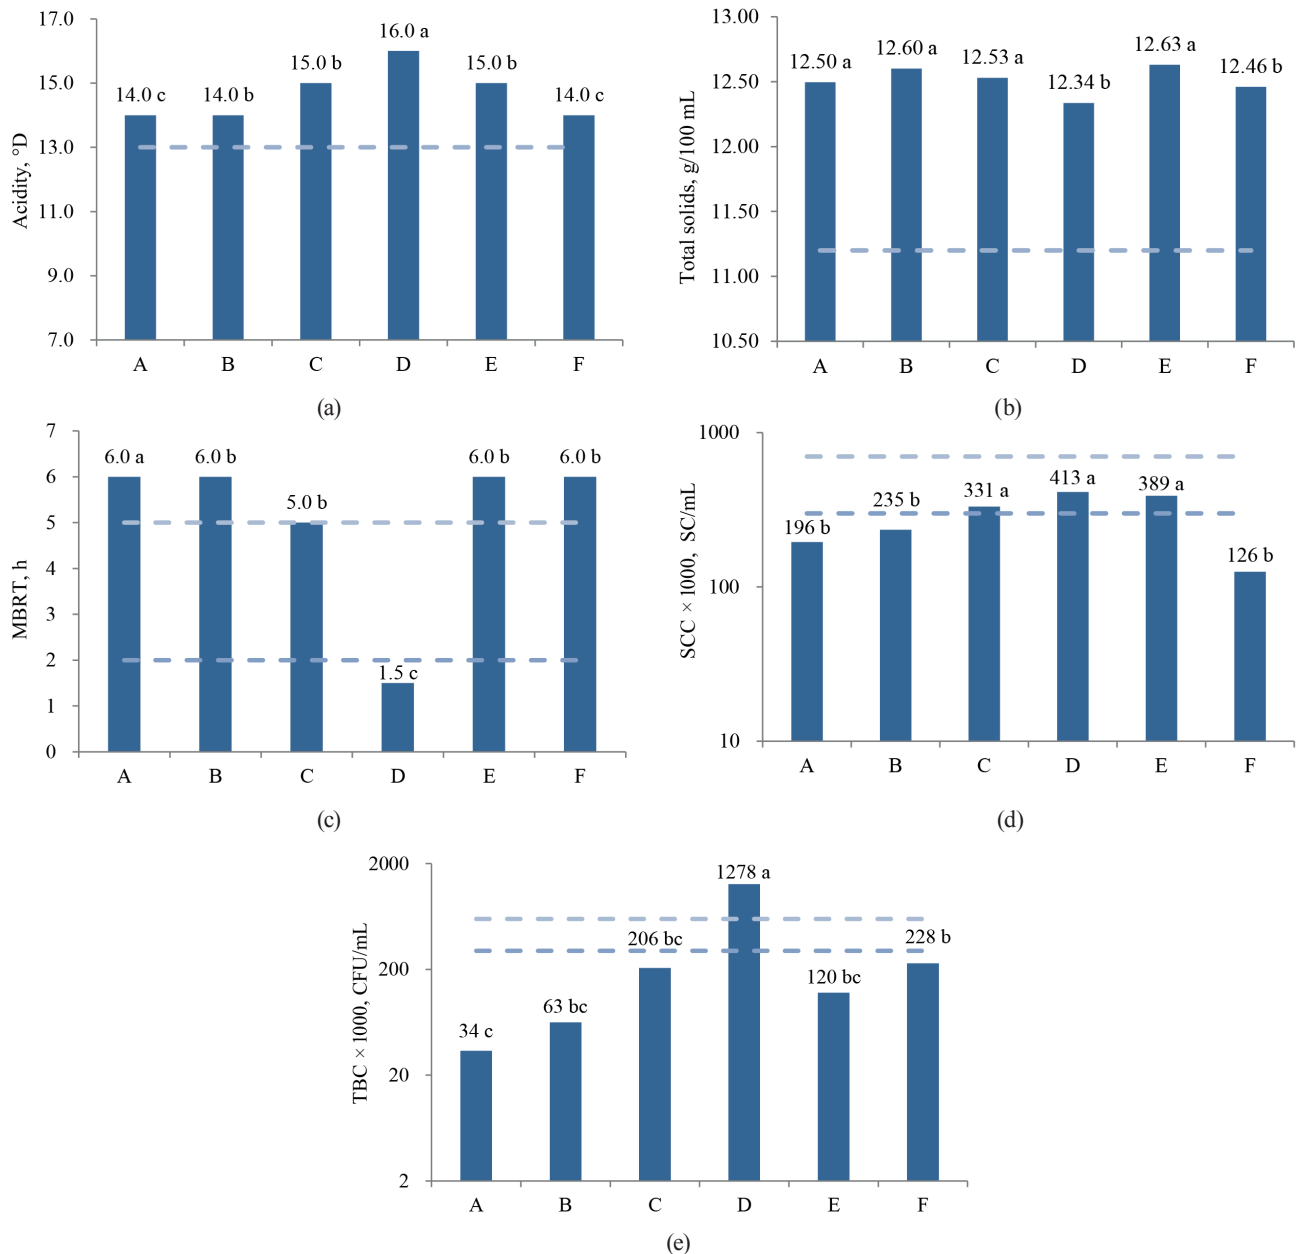 17.0
15.0
13.0
11.0
9.0
7.0
Acidity, °D
14.0 c
14.0 b
15.0 b
16.0 a
15.0 b
14.0 c
A B C D E F
(a)
13.00
12.50
12.00
11.50
11.00
10.50
Total solids, g/100 mL
12.50 a
12.60 a
12.53 a
12.34 b
12.63 a
12.46 b
A B C D E F
(b)
7
6
5
4
3
2
1
0
MBRT, h
6.0 a
6.0 b
5.0 b
1.5 c
6.0 b
6.0 b
A B C D E F
(c)
1000
100
10
SCC × 1000, SC/mL
196 b
235 b
331 a
413 a
389 a
126 b
A B C D E F
(d)
2000
200
20
2
TBC × 1000, CFU/mL
34 c
63 bc
206 bc
1278 a
120 bc
228 b
A B C D E F
(e)